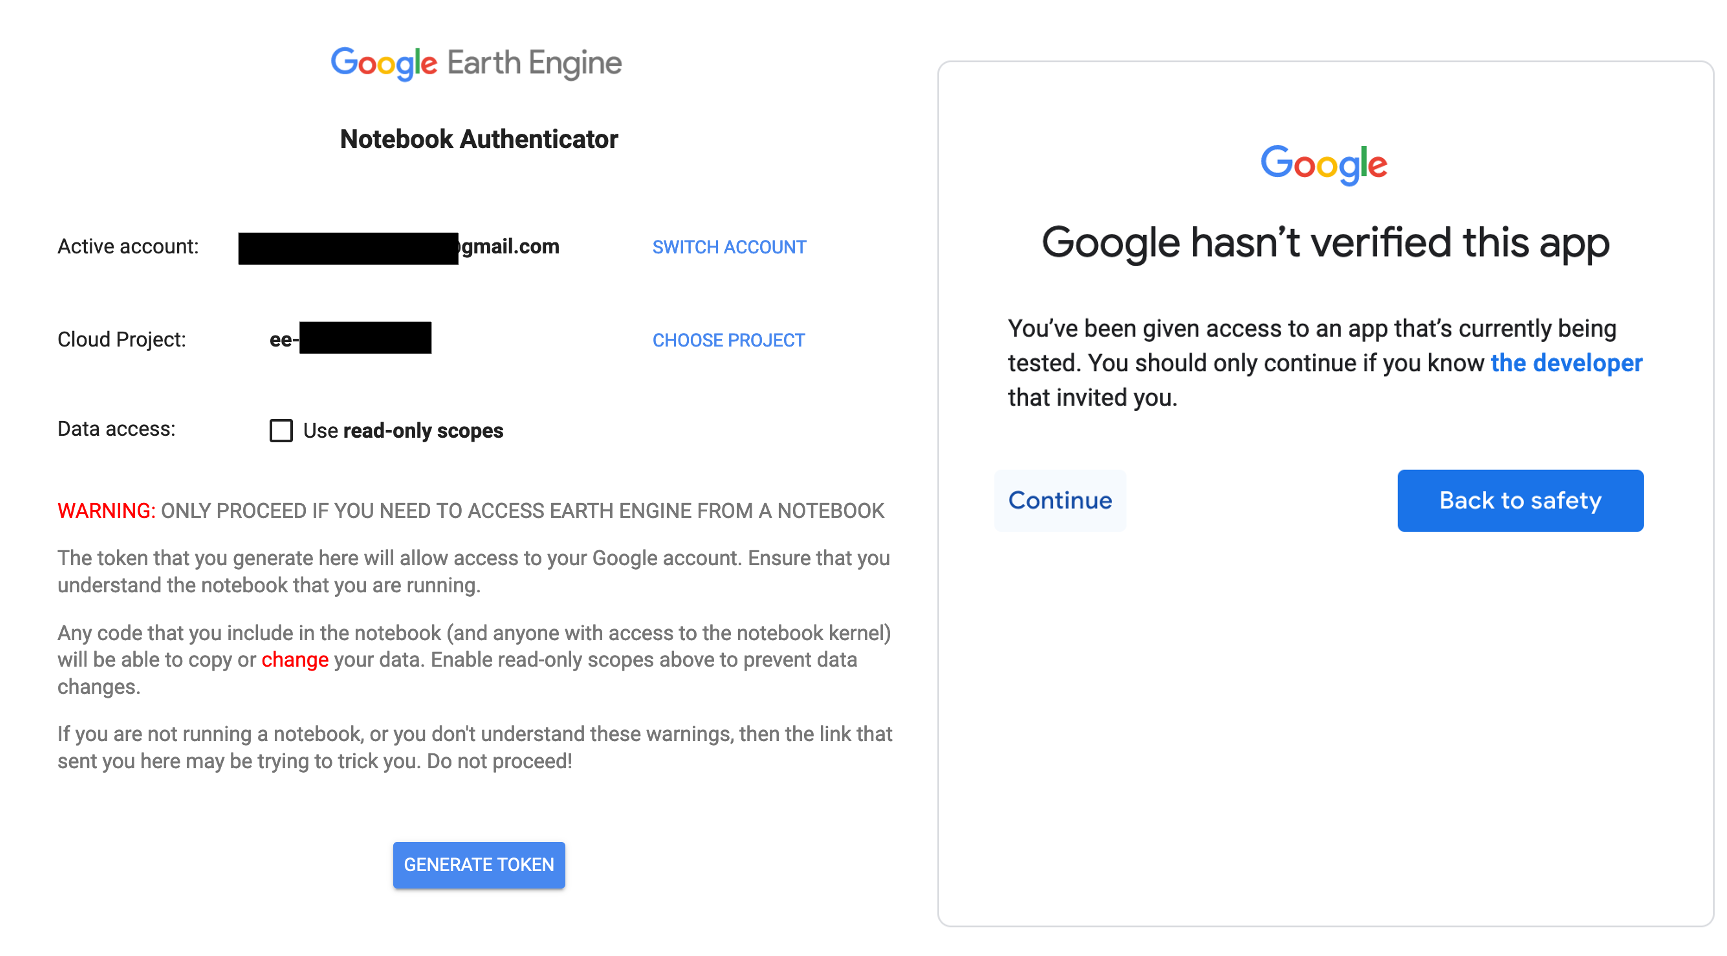 Google Earth Engine
Notebook Authenticator
Active account:
@gmail.com
SWITCH ACCOUNT
Cloud Project:
ee-
CHOOSE PROJECT
Data access:
Use read-only scopes
WARNING: ONLY PROCEED IF YOU NEED TO ACCESS EARTH ENGINE FROM A NOTEBOOK
The token that you generate here will allow access to your Google account. Ensure that you
understand the notebook that you are running.
Any code that you include in the notebook (and anyone with access to the notebook kernel)
will be able to copy or change your data. Enable read-only scopes above to prevent data
changes.
If you are not running a notebook, or you don't understand these warnings, then the link that
sent you here may be trying to trick you. Do not proceed!
GENERATE TOKEN
Google
Google hasn’t verified this app
You’ve been given access to an app that’s currently being
tested. You should only continue if you know the developer
that invited you.
Continue
Back to safety